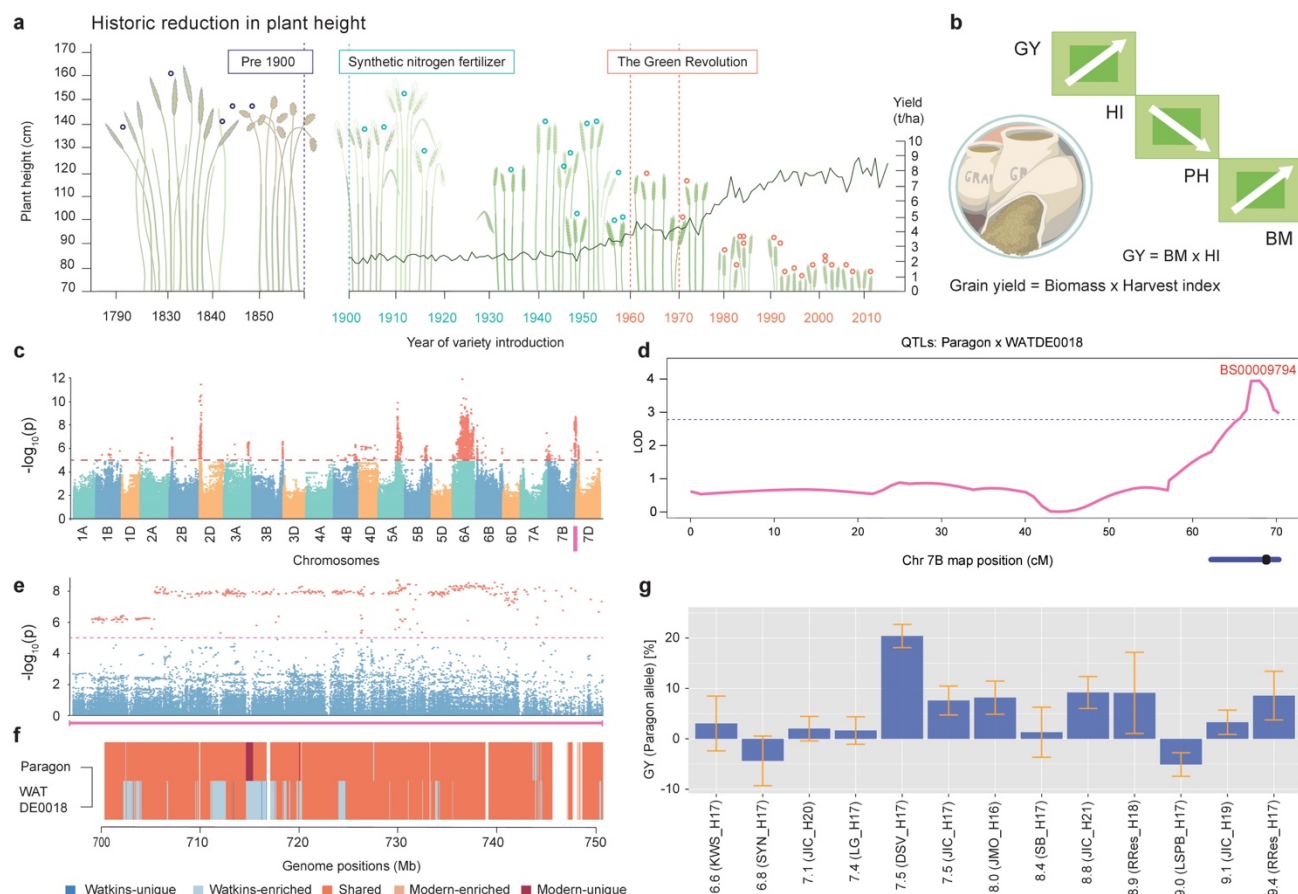 a
Historic reduction in plant height
Pre 1900
Synthetic nitrogen fertilizer
The Green Revolution
Plant height (cm)
170
160
150
140
130
120
110
100
90
80
70
Yield
(t/ha)
10
9
8
7
6
5
4
3
2
1
0
1790 1830 1840 1850 1900 1910 1920 1930 1940 1950 1960 1970 1980 1990 2000 2010
Year of variety introduction
b
GY
HI
PH
BM
GRAI
GR
GY = BM x HI
Grain yield = Biomass x Harvest index
c
-log10(p)
12
10
8
6
4
2
0
1A 1B 1D 2A 2B 2D 3A 3B 3D 4A 4B 4D 5A 5B 5D 6A 6B 6D 7A 7B 7D
Chromosomes
d
QTLs: Paragon x WATDE0018
BS00009794
LOD
4
3
2
1
0
0 10 20 30 40 50 60 70
Chr 7B map position (cM)
e
-log10(p)
8
6
4
2
0
f
Paragon
WAT
DE0018
700 710 720 730 740 750
Genome positions (Mb)
Watkins-unique Watkins-enriched Shared Modern-enriched Modern-unique
g
GY (Paragon allele) [%]
20
10
0
-10
6.6 (KWS_H17)
6.8 (SYN_H17)
7.1 (JIC_H20)
7.4 (LG_H17)
7.5 (DSV_H17)
7.5 (JIC_H17)
8.0 (JMO_H16)
8.4 (SB_H17)
8.8 (JIC_H21)
8.9 (RRes_H18)
9.0 (LSPB_H17)
9.1 (JIC_H19)
9.4 (RRes_H17)